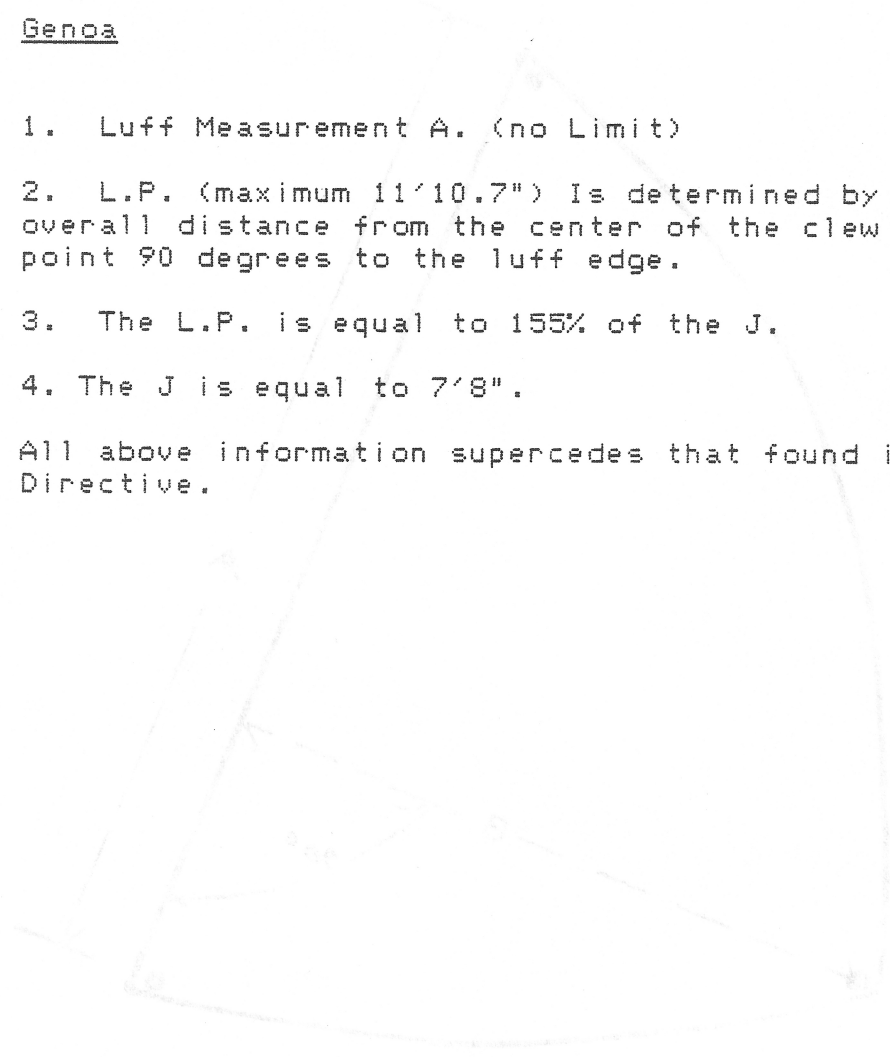 Genoa
1. Luff Measurement A. (no Limit)
2. L.P. (maximum 11'10.7") Is determined by
overall distance from the center of the clew
point 90 degrees to the luff edge.
3. The L.P. is equal to 155% of the J.
4. The J is equal to 7'8".
All above information supercedes that found i
Directive.